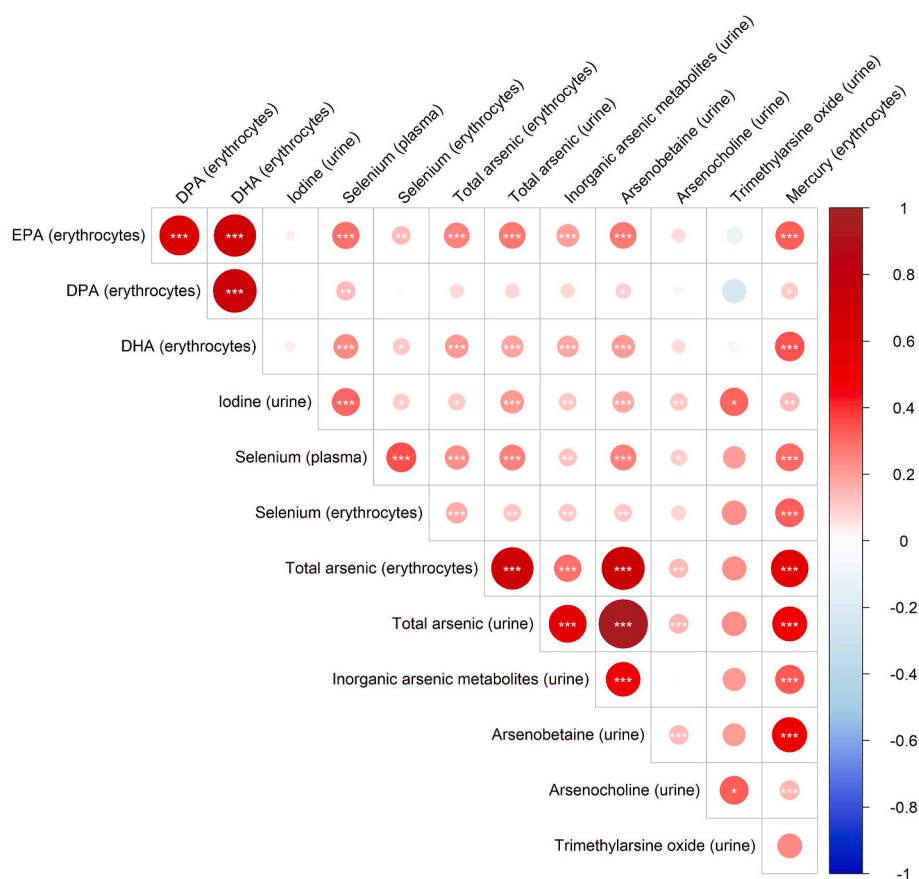 DPA (erythrocytes)
DHA (erythrocytes)
Iodine (urine)
Selenium (plasma)
Selenium (erythrocytes)
Total arsenic (erythrocytes)
Total arsenic (urine)
Inorganic arsenic metabolites (urine)
Arsenobetaine (urine)
Arsenocholine (urine)
Trimethylarsine oxide (urine)
Mercury (erythrocytes)
EPA (erythrocytes) *** *** *** ** *** *** *** *** ***
DPA (erythrocytes) *** ** * *
DHA (erythrocytes) *** * *** *** *** *** ***
Iodine (urine) *** * * *** ** *** ** * **
Selenium (plasma) *** *** *** ** *** * ***
Selenium (erythrocytes) *** ** ** ** ***
Total arsenic (erythrocytes) *** *** *** ** ***
Total arsenic (urine) *** *** *** ***
Inorganic arsenic metabolites (urine) *** ***
Arsenobetaine (urine) *** ***
Arsenocholine (urine) * ***
Trimethylarsine oxide (urine)
1
0.8
0.6
0.4
0.2
0
-0.2
-0.4
-0.6
-0.8
-1